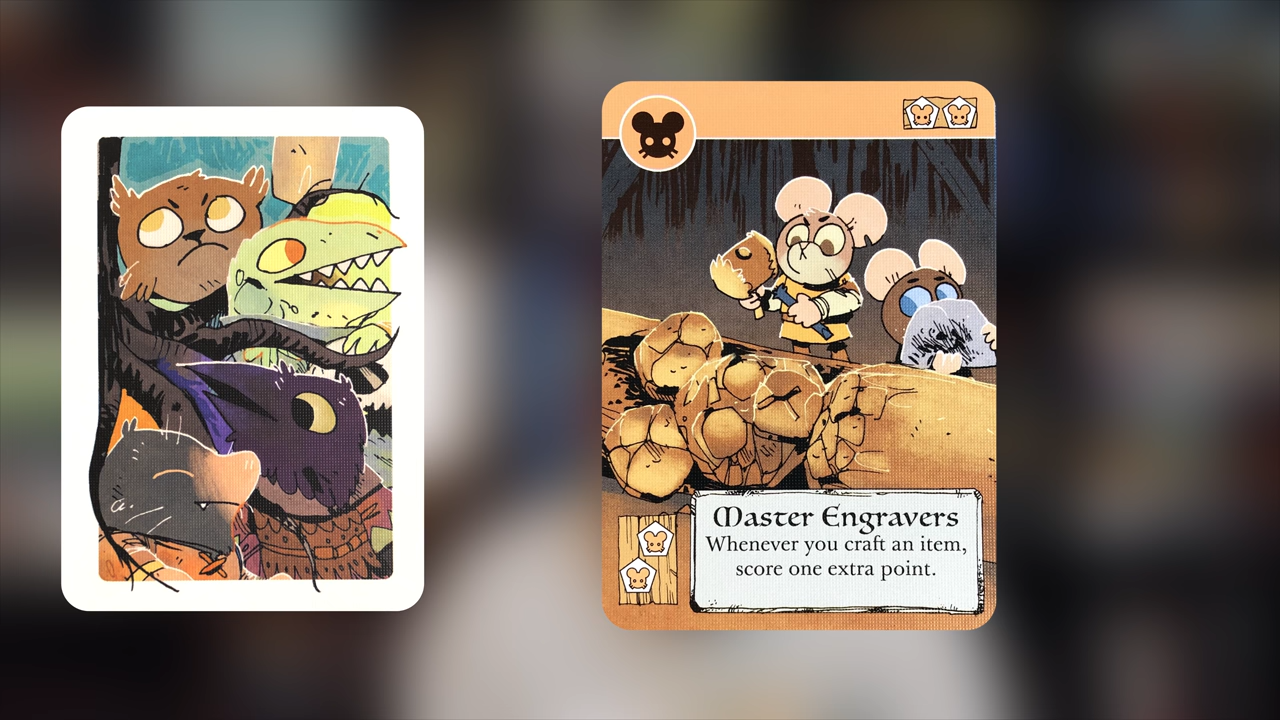 Master Engravers
Whenever you craft an item,
score one extra point.